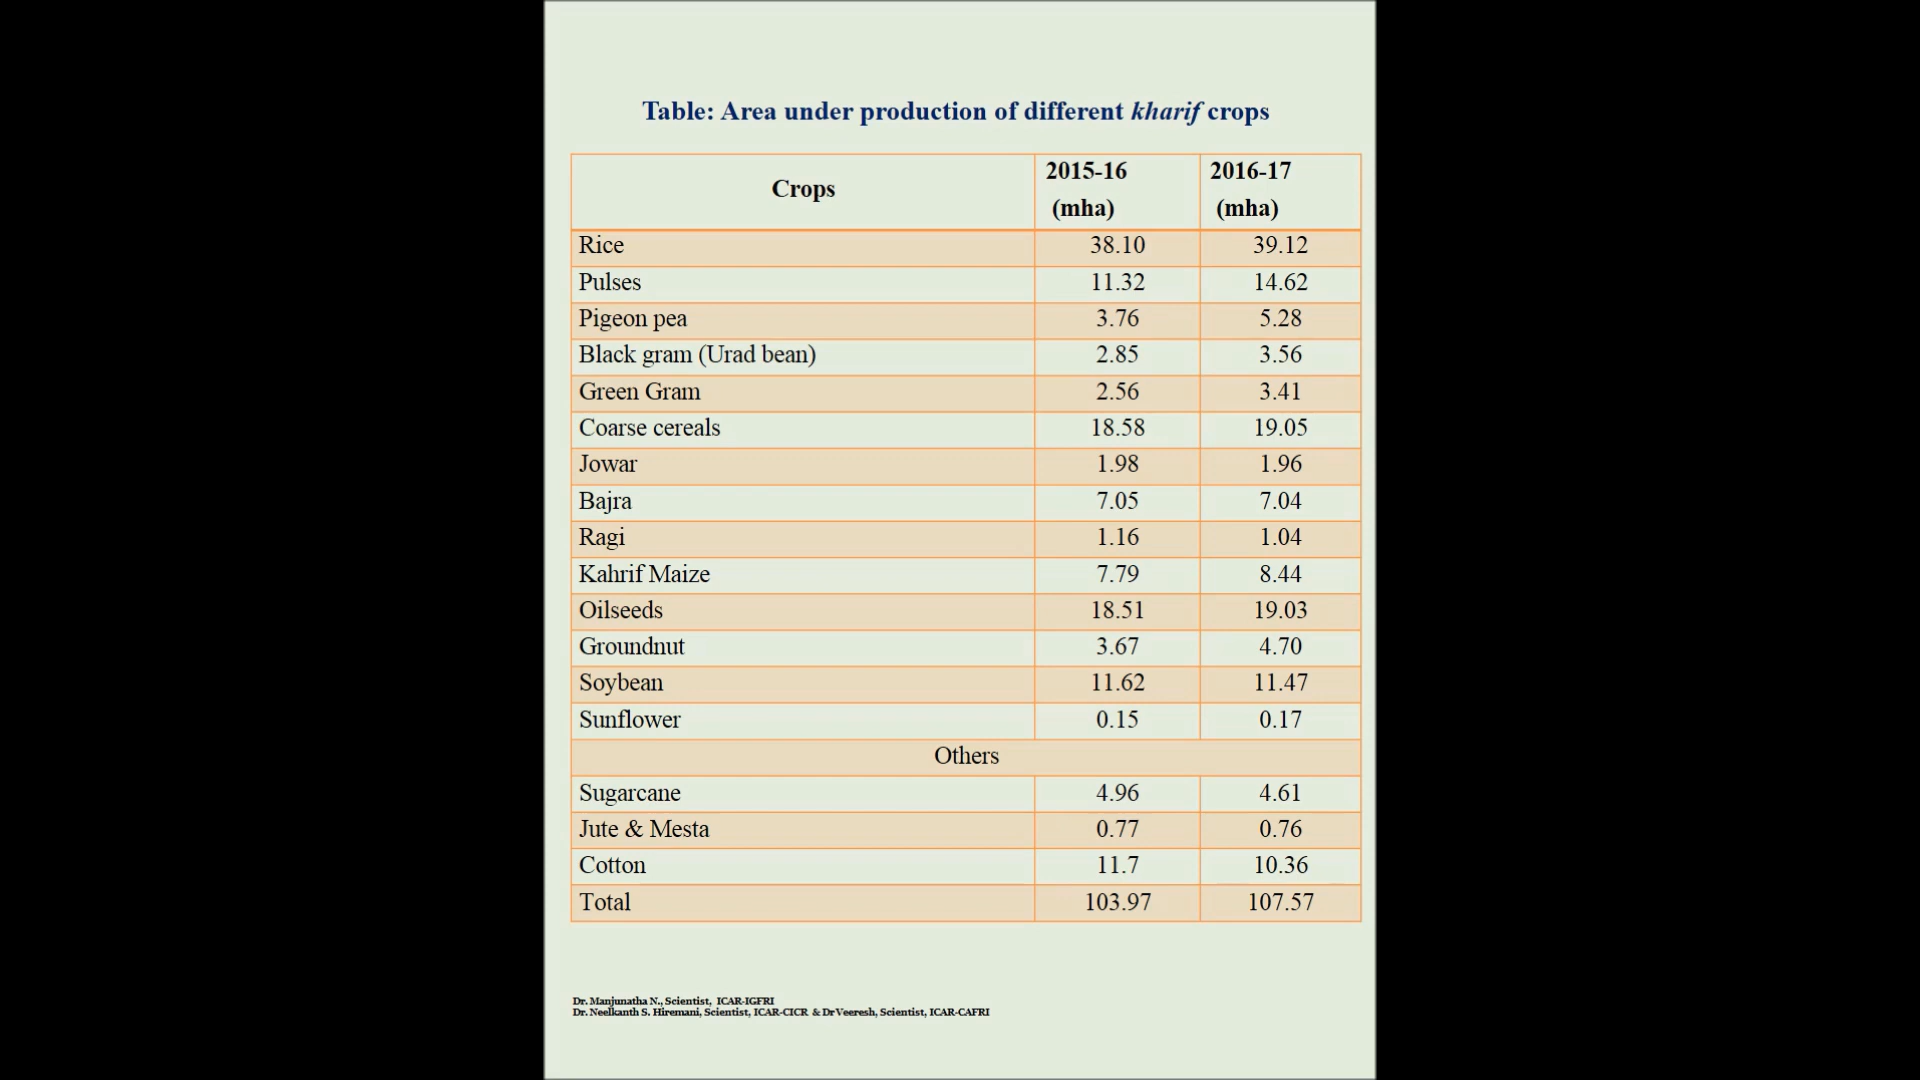 Table: Area under production of different kharif crops
Crops 2015-16 (mha) 2016-17 (mha)
Rice 38.10 39.12
Pulses 11.32 14.62
Pigeon pea 3.76 5.28
Black gram (Urad bean) 2.85 3.56
Green Gram 2.56 3.41
Coarse cereals 18.58 19.05
Jowar 1.98 1.96
Bajra 7.05 7.04
Ragi 1.16 1.04
Kahrif Maize 7.79 8.44
Oilseeds 18.51 19.03
Groundnut 3.67 4.70
Soybean 11.62 11.47
Sunflower 0.15 0.17
Others
Sugarcane 4.96 4.61
Jute & Mesta 0.77 0.76
Cotton 11.7 10.36
Total 103.97 107.57
Dr. Manjunatha N., Scientist, ICAR-IGFRI
Dr. Neelkanth S. Hiremani, Scientist, ICAR-CICR & Dr Veeresh, Scientist, ICAR-CAFRI